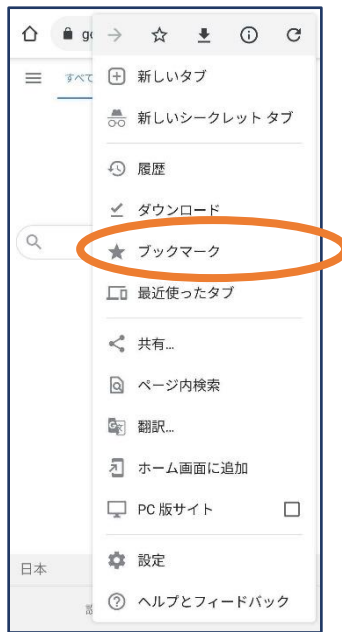 すべて
新しいタブ
新しいシークレット タブ
履歴
ダウンロード
ブックマーク
最近使ったタブ
共有...
ページ内検索
翻訳...
ホーム画面に追加
PC 版サイト
日本
設定
ヘルプとフィードバック